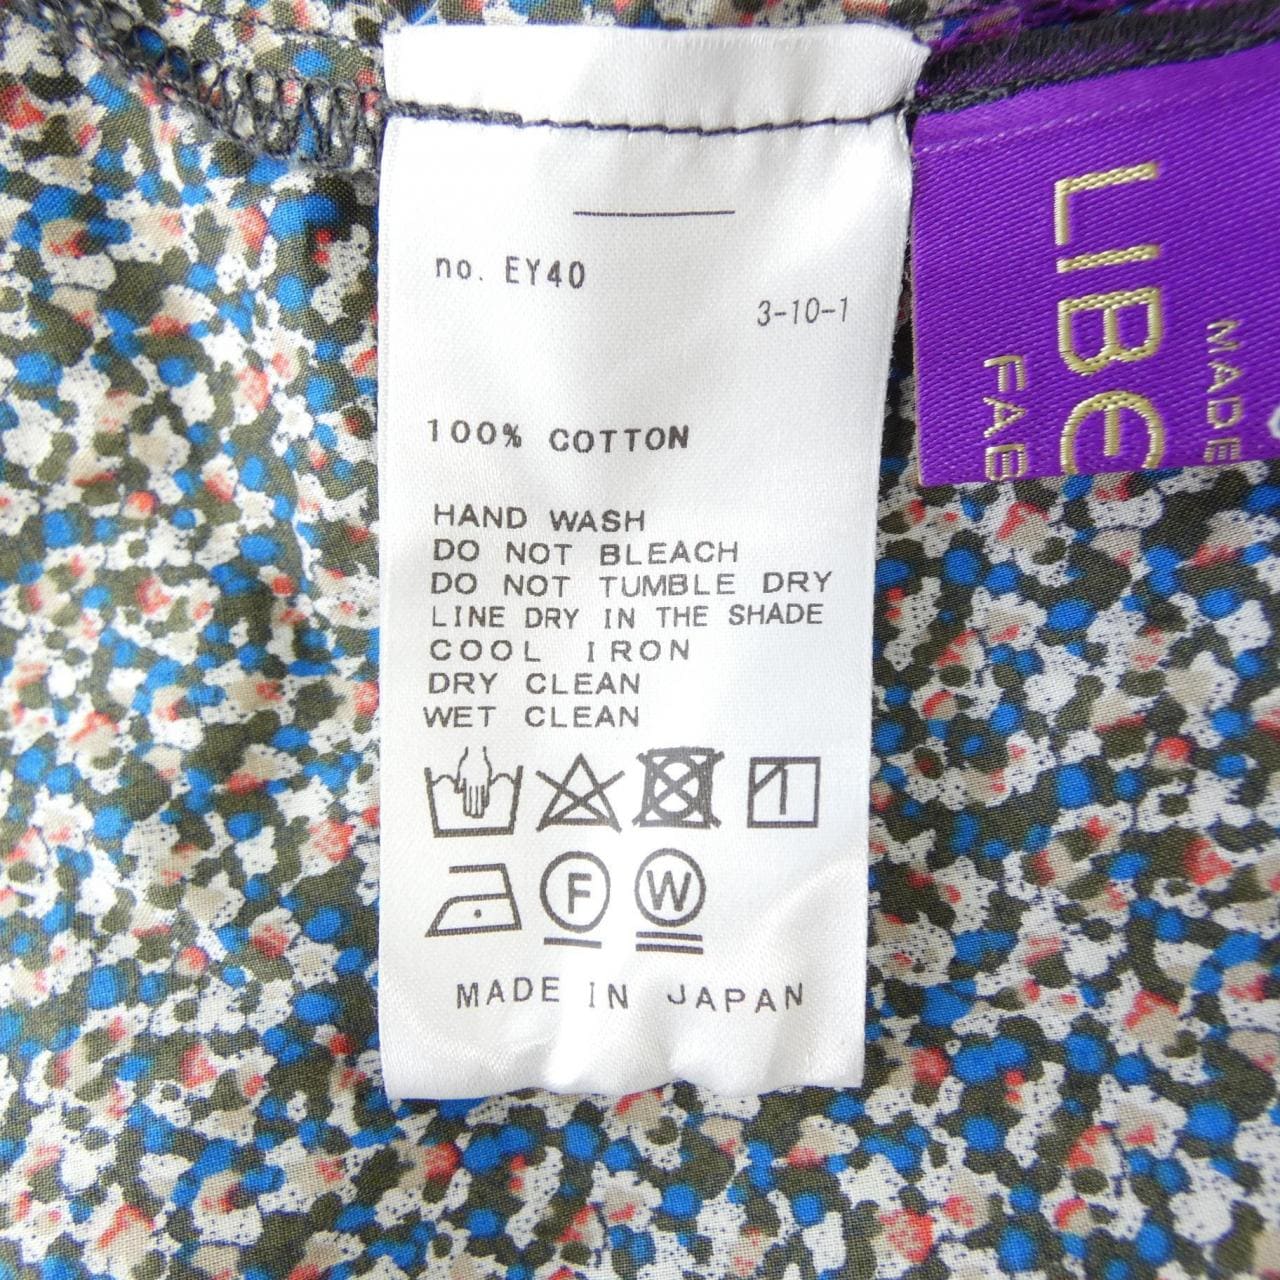 no. EY40
3-10-1
100% COTTON
HAND WASH
DO NOT BLEACH
DO NOT TUMBLE DRY
LINE DRY IN THE SHADE
COOL IRON
DRY CLEAN
WET CLEAN
F
W
MADE IN JAPAN
MADE
LIBE
FAB